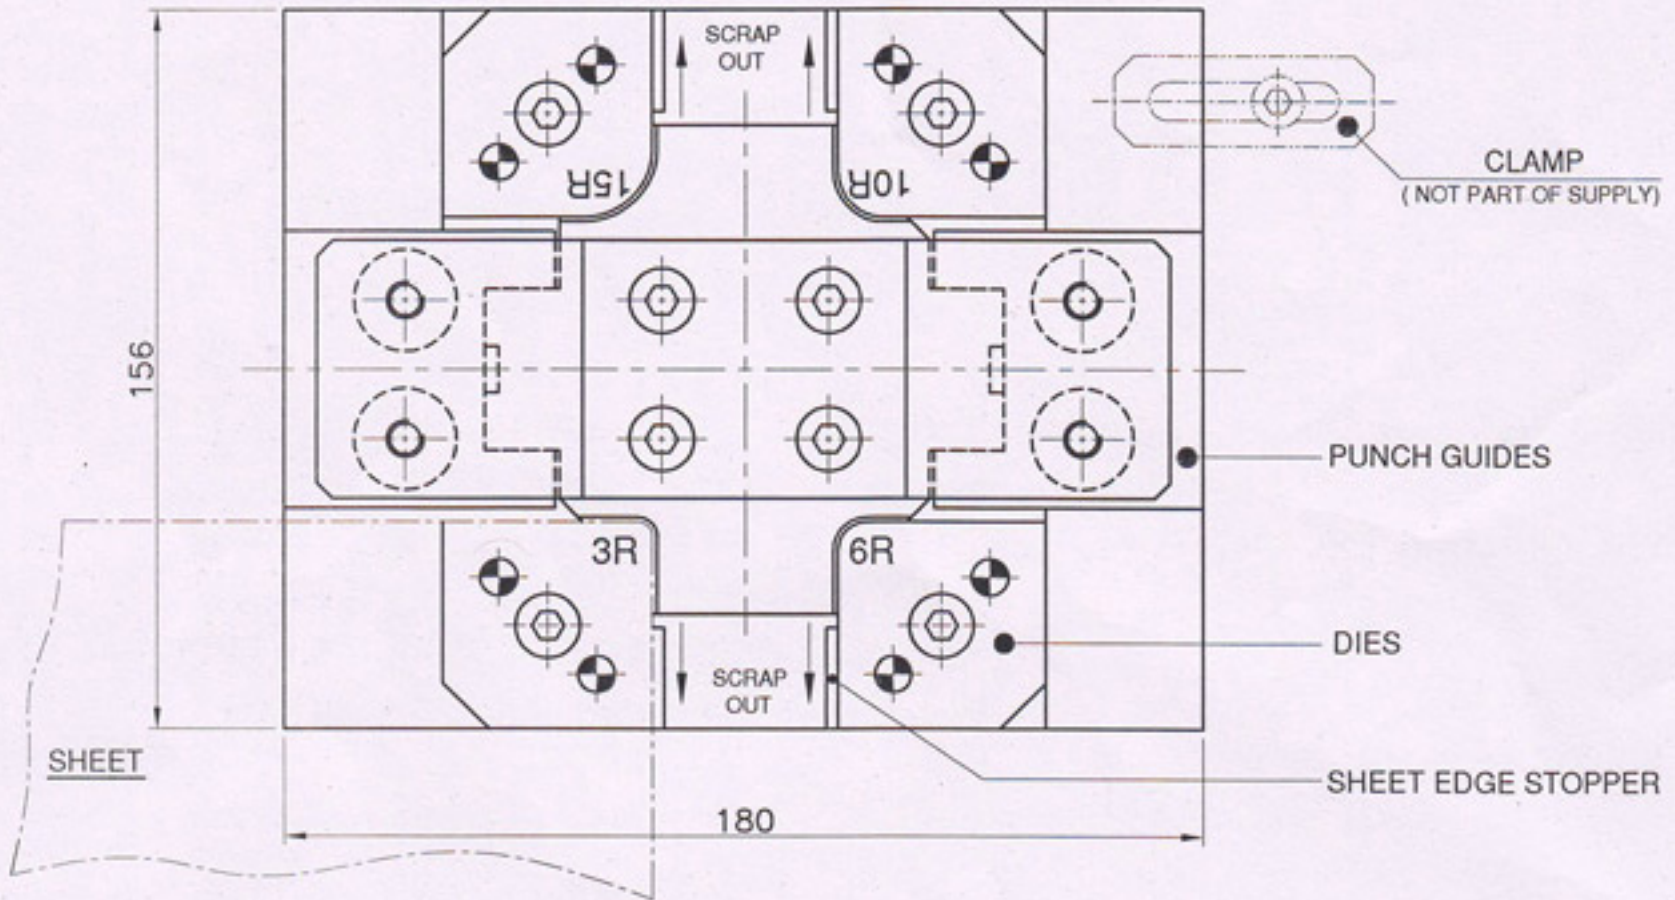 SCRAP
OUT
CLAMP
( NOT PART OF SUPPLY)
15R
10R
156
PUNCH GUIDES
3R
6R
DIES
SCRAP
OUT
SHEET
SHEET EDGE STOPPER
180